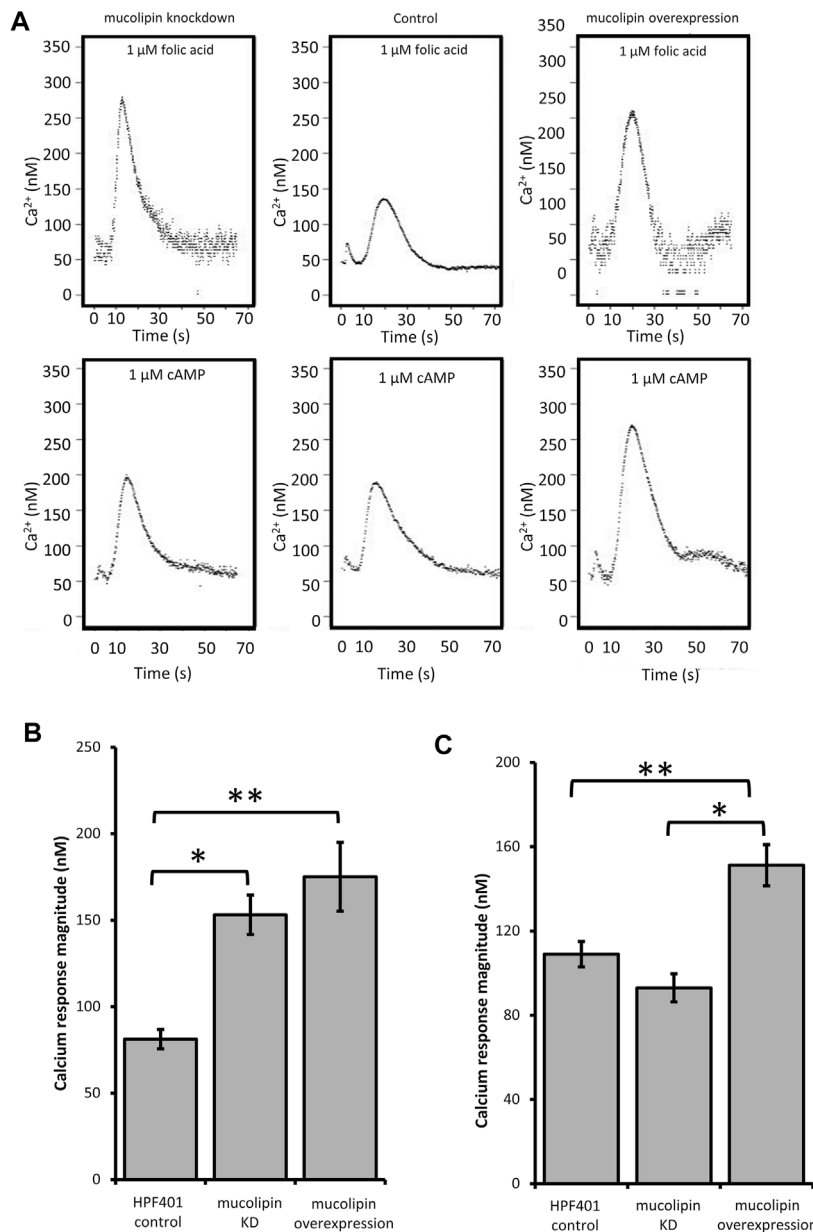 A
mucolipin knockdown
Control
mucolipin overexpression
1 µM folic acid
1 µM folic acid
1 µM folic acid
Ca2+ (nM)
350
300
250
200
150
100
50
0
0 10 30 50 70
Time (s)
Ca2+ (nM)
350
300
250
200
150
100
50
0
0 10 30 50 70
Time (s)
Ca2+ (nM)
350
300
250
200
150
100
50
0
0 10 30 50 70
Time (s)
1 µM cAMP
1 µM cAMP
1 µM cAMP
Ca2+ (nM)
350
300
250
200
150
100
50
0
0 10 30 50 70
Time (s)
Ca2+ (nM)
350
300
250
200
150
100
50
0
0 10 30 50 70
Time (s)
Ca2+ (nM)
350
300
250
200
150
100
50
0
0 10 30 50 70
Time (s)
B
Calcium response magnitude (nM)
250
200
150
100
50
0
**
*
HPF401
control
mucolipin
KD
mucolipin
overexpression
C
Calcium response magnitude (nM)
200
160
120
80
40
0
**
*
HPF401
control
mucolipin
KD
mucolipin
overexpression